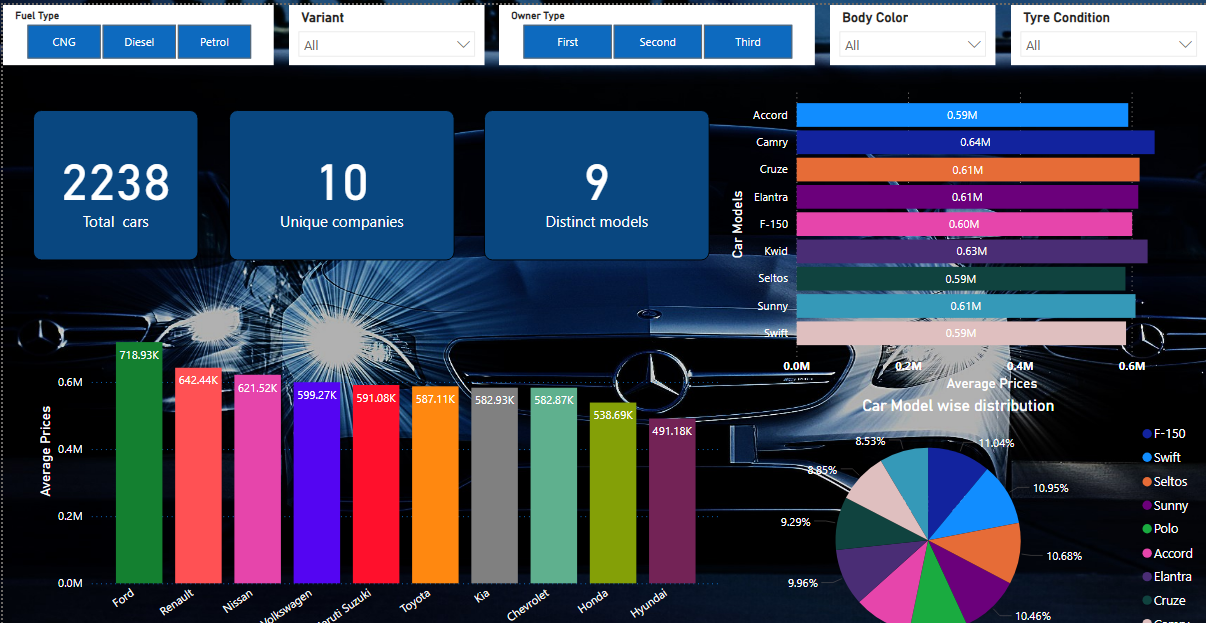 Fuel Type
CNG
Diesel
Petrol
Variant
All
Owner Type
First
Second
Third
Body Color
All
Tyre Condition
All
2238
Total cars
10
Unique companies
9
Distinct models
Car Models
Accord
0.59M
Camry
0.64M
Cruze
0.61M
Elantra
0.61M
F-150
0.60M
Kwid
0.63M
Seltos
0.59M
Sunny
0.61M
Swift
0.59M
0.0M
0.2M
0.4M
0.6M
Average Prices
Average Prices
0.6M
0.4M
0.2M
0.0M
718.93K
642.44K
621.52K
599.27K
591.08K
587.11K
582.93K
582.87K
538.69K
491.18K
Ford
Renault
Nissan
Volkswagen
aruti Suzuki
Toyota
Kia
Chevrolet
Honda
Hyundai
Car Model wise distribution
11.04%
10.95%
10.68%
10.46%
9.96%
9.29%
8.85%
8.53%
F-150
Swift
Seltos
Sunny
Polo
Accord
Elantra
Cruze